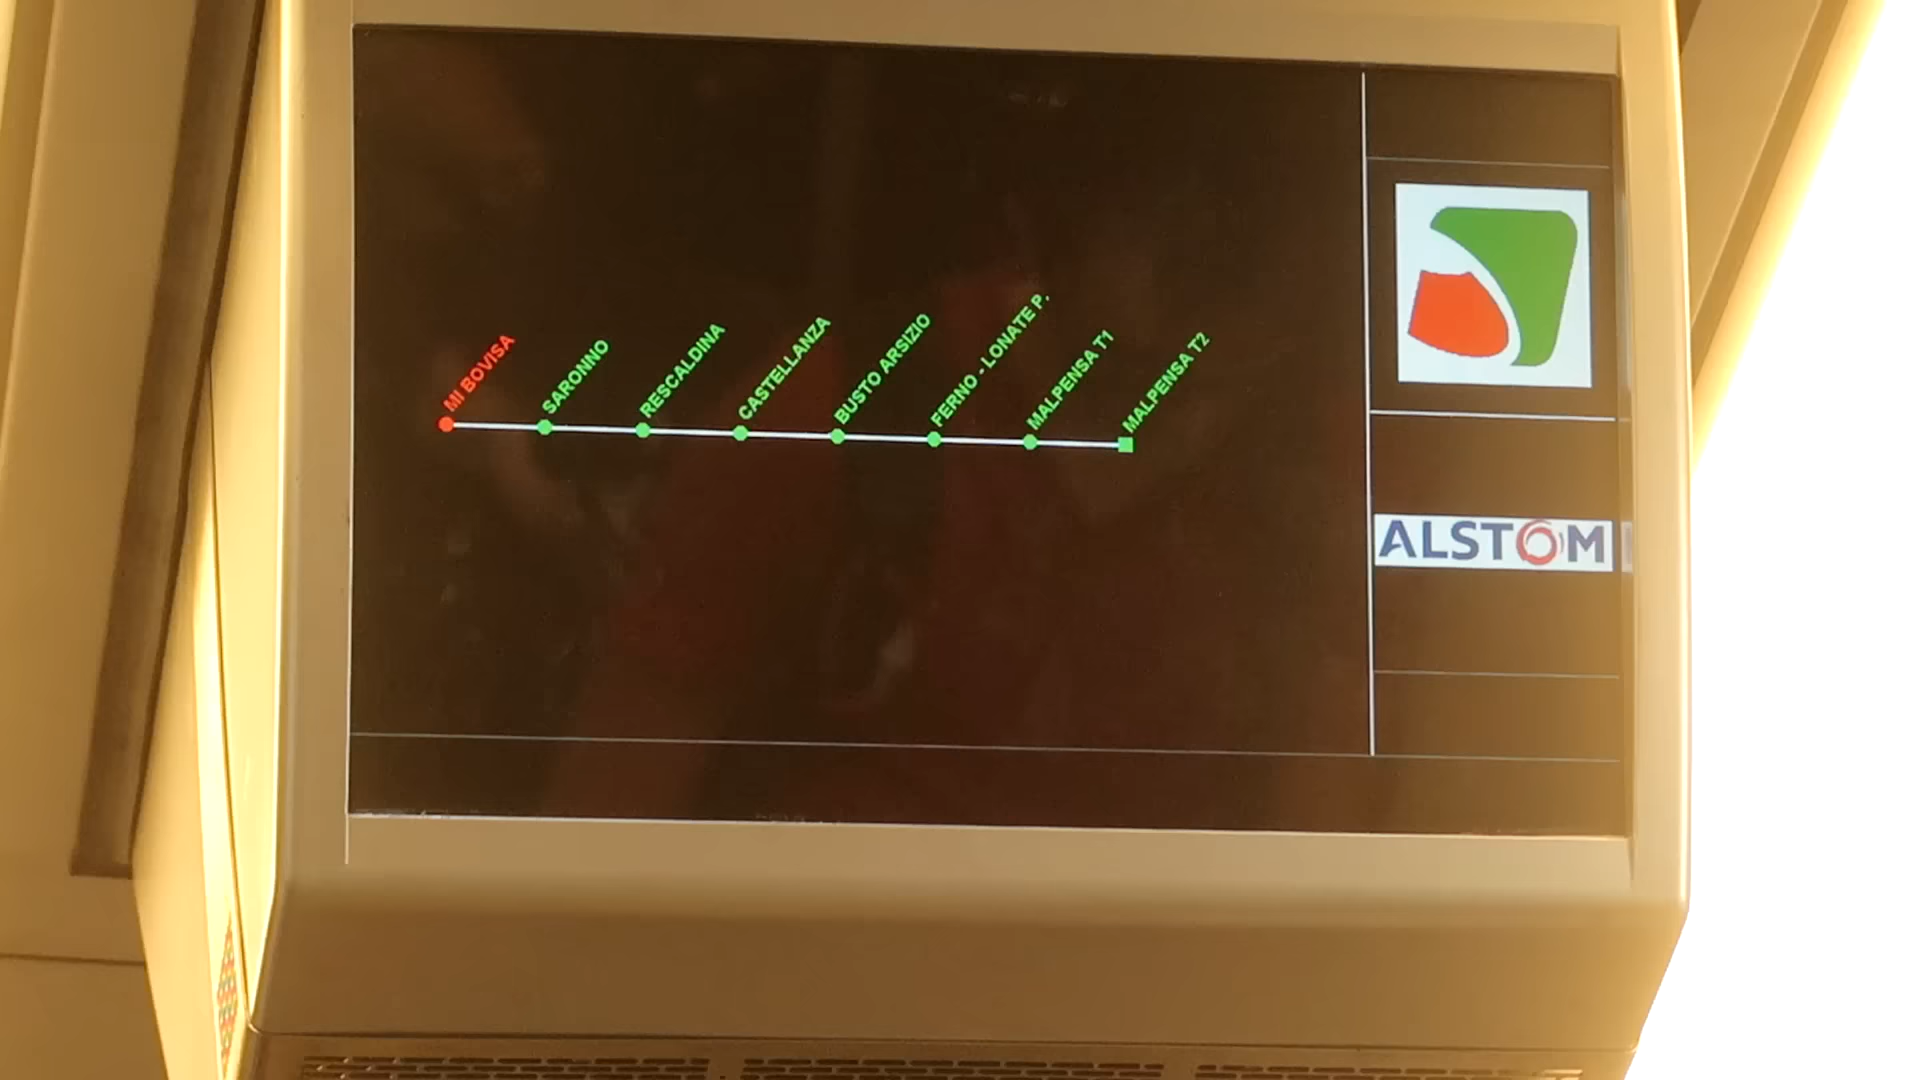 MI BOVISA
SARONNO
RESCALDINA
CASTELLANZA
BUSTO ARSIZIO
FERNO - LONATE P.
MALPENSA T1
MALPENSA T2
ALSTOM